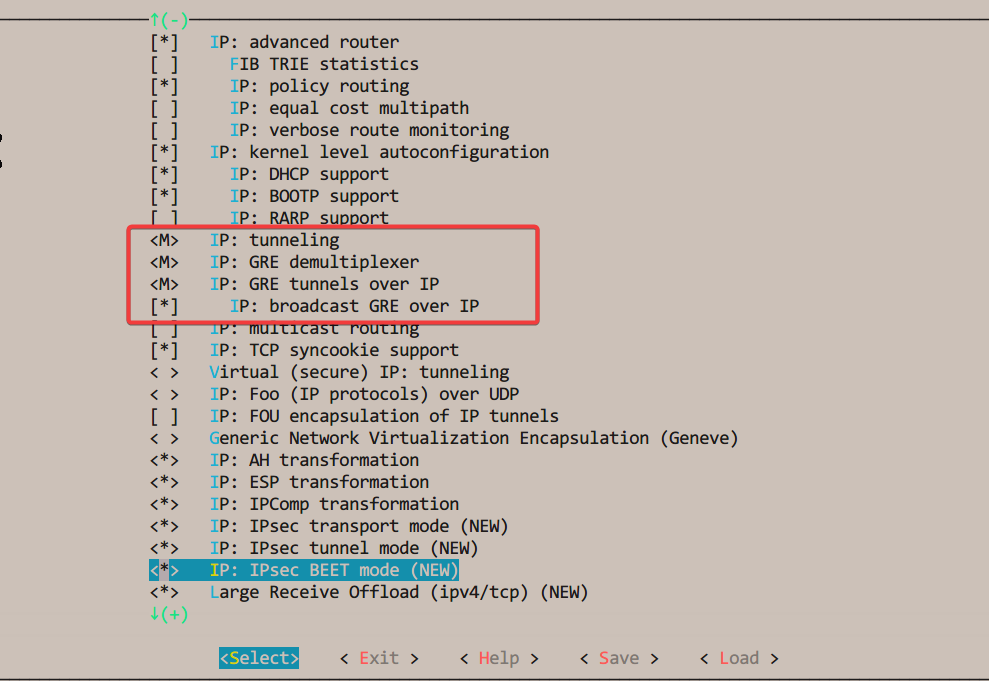 ↑(-)
[*] IP: advanced router
[ ] FIB TRIE statistics
[*] IP: policy routing
[ ] IP: equal cost multipath
[ ] IP: verbose route monitoring
[*] IP: kernel level autoconfiguration
[*] IP: DHCP support
[*] IP: BOOTP support
[ ] IP: RARP support
<M> IP: tunneling
<M> IP: GRE demultiplexer
<M> IP: GRE tunnels over IP
[*] IP: broadcast GRE over IP
[ ] IP: multicast routing
[*] IP: TCP syncookie support
< > Virtual (secure) IP: tunneling
< > IP: Foo (IP protocols) over UDP
[ ] IP: FOU encapsulation of IP tunnels
< > Generic Network Virtualization Encapsulation (Geneve)
<*> IP: AH transformation
<*> IP: ESP transformation
<*> IP: IPComp transformation
<*> IP: IPsec transport mode (NEW)
<*> IP: IPsec tunnel mode (NEW)
<*> IP: IPsec BEET mode (NEW)
<*> Large Receive Offload (ipv4/tcp) (NEW)
↓(+)
<Select> < Exit > < Help > < Save > < Load >